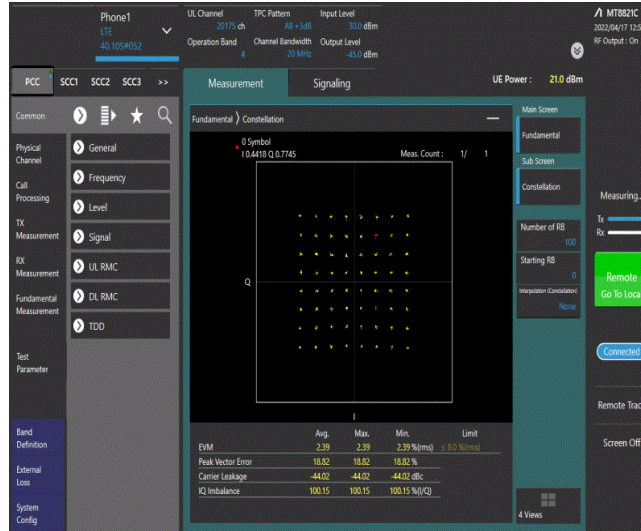 Phone1
LTE
40.10S#052
UL Channel
20175 ch
TPC Pattern
All +3dB
Input Level
30.0 dBm
Operation Band
4
Channel Bandwidth
20 MHz
Output Level
-45.0 dBm
MT8821C
2022/04/17 12:5
RF Output : On
PCC SCC1 SCC2 SCC3 >>
Measurement
Signaling
UE Power : 21.0 dBm
Common
Physical
Channel
Call
Processing
TX
Measurement
RX
Measurement
Fundamental
Measurement
Test
Parameter
Band
Definition
External
Loss
System
Config
General
Frequency
Level
Signal
UL RMC
DL RMC
TDD
Fundamental Constellation
0 Symbol
I 0.4418 Q 0.7745
Meas. Count : 1/ 1
Q
I
Avg. Max. Min. Limit
EVM 2.39 2.39 2.39 %(rms) ≤ 8.0 %(rms)
Peak Vector Error 18.82 18.82 18.82 %
Carrier Leakage -44.02 -44.02 -44.02 dBc
IQ Imbalance 100.15 100.15 100.15 %(I/Q)
Main Screen
Fundamental
Sub Screen
Constellation
Number of RB
100
Starting RB
0
Interpolation (Constellation)
None
4 Views
Measuring..
Tx
Rx
Remote
Go To Loca
Connected
Remote Trac
Screen Off